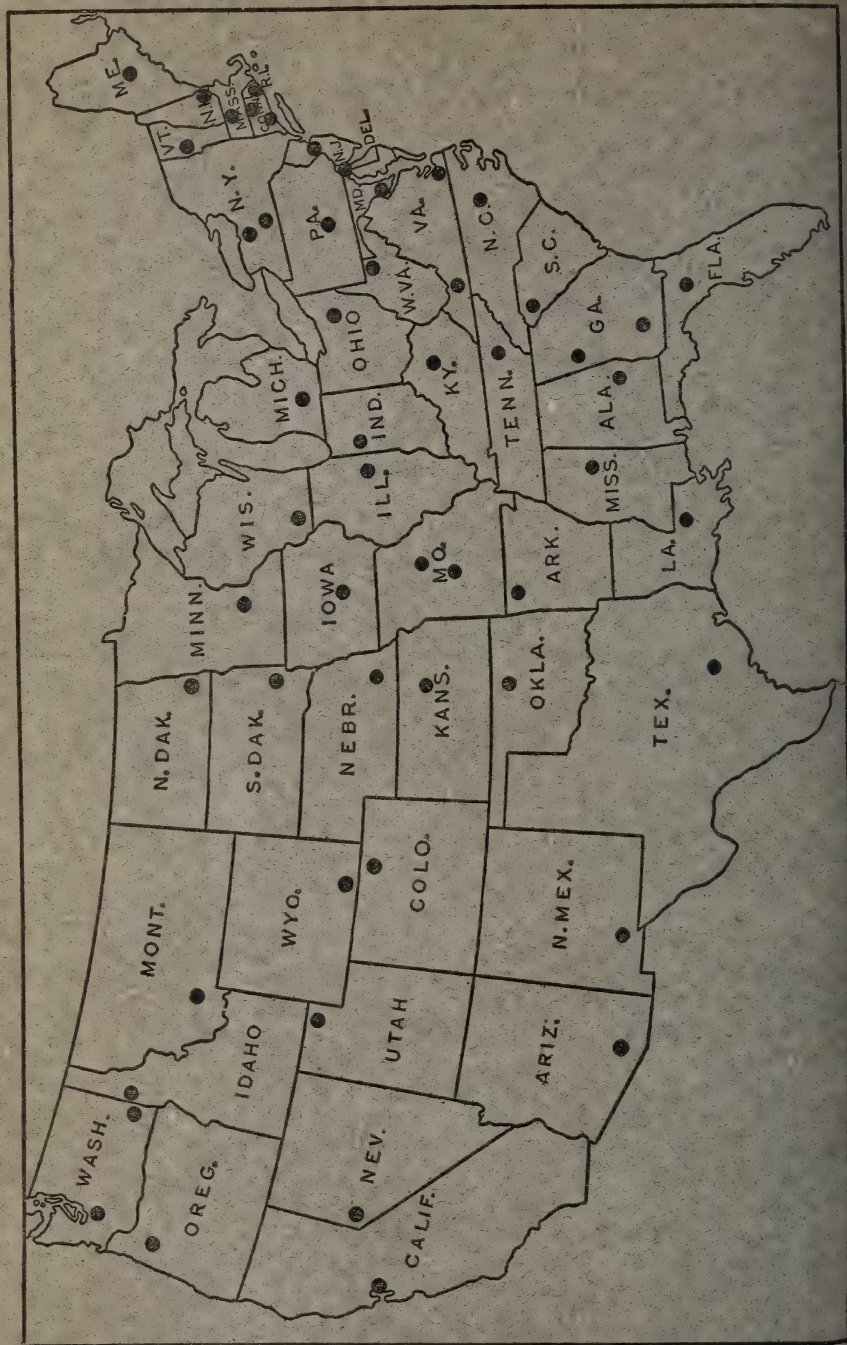 WASH.
OREG.
CALIF.
NEV.
IDAHO
MONT.
WYO.
UTAH
COLO.
ARIZ.
N.MEX.
N.DAK.
S.DAK.
NEBR.
KANS.
OKLA.
TEX.
MINN.
IOWA
MO.
ARK.
LA.
WIS.
ILL.
MICH.
IND.
OHIO
KY.
TENN.
MISS.
ALA.
GA.
FLA.
S.C.
N.C.
VA.
W.VA.
MD.
DEL.
PA.
N.J.
N.Y.
VT.
N.H.
ME.
MASS.
CONN.
R.I.